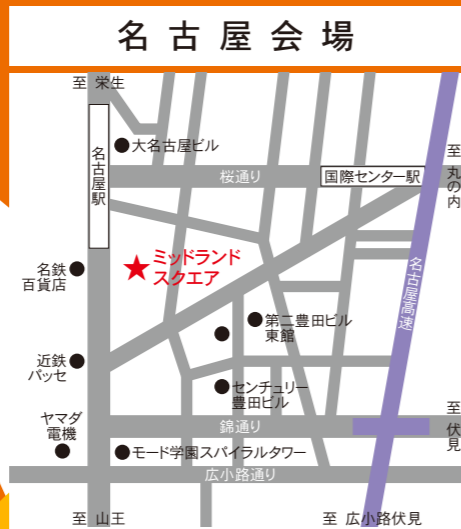 名古屋会場
至 栄生
大名古屋ビル
名古屋駅
桜通り
国際センター駅
至 丸の内
ミッドランド
スクエア
名鉄
百貨店
名古屋高速
第二豊田ビル
東館
近鉄
パッセ
センチュリー
豊田ビル
ヤマダ
電機
錦通り
至 伏見
モード学園スパイラルタワー
広小路通り
至 山王
至 広小路伏見